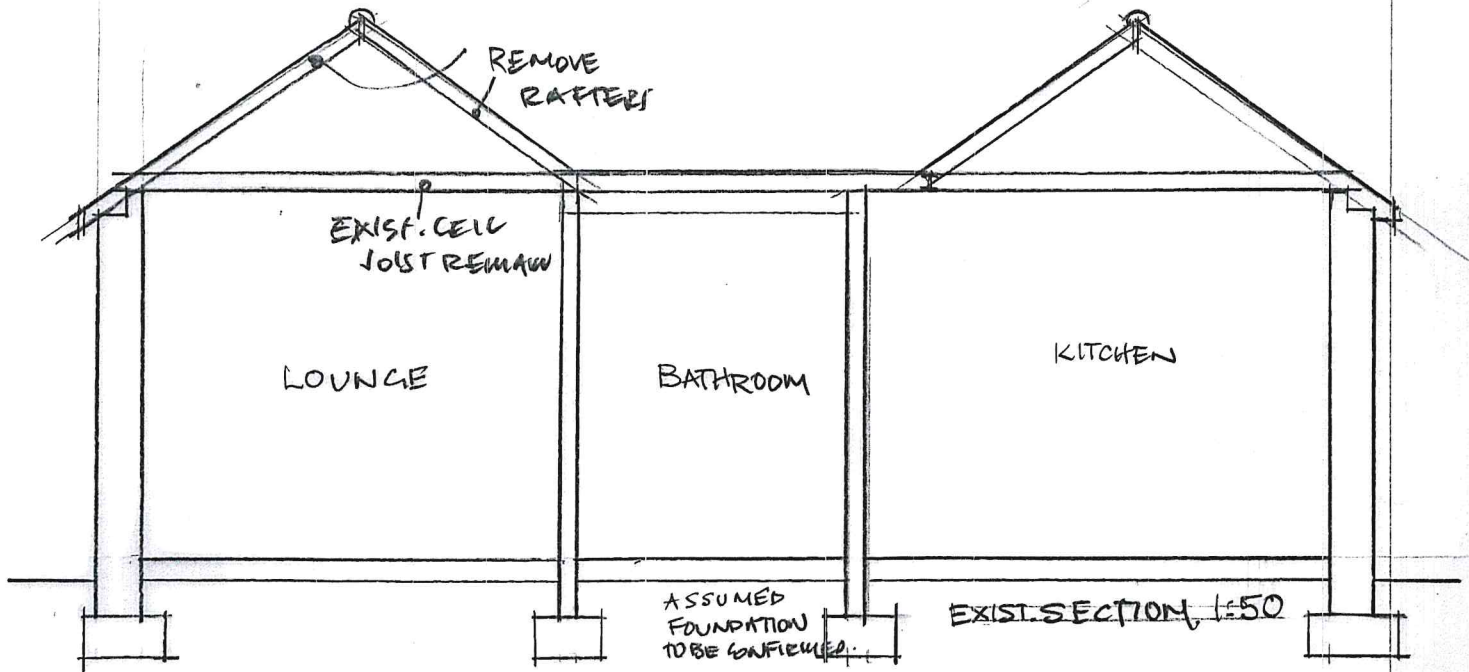 REMOVE
RAFTERS
EXIST. CEIL
JOIST REMAIN
LOUNGE
BATHROOM
KITCHEN
ASSUMED
FOUNDATION
TO BE CONFIRMED.
EXIST. SECTION, 1:50